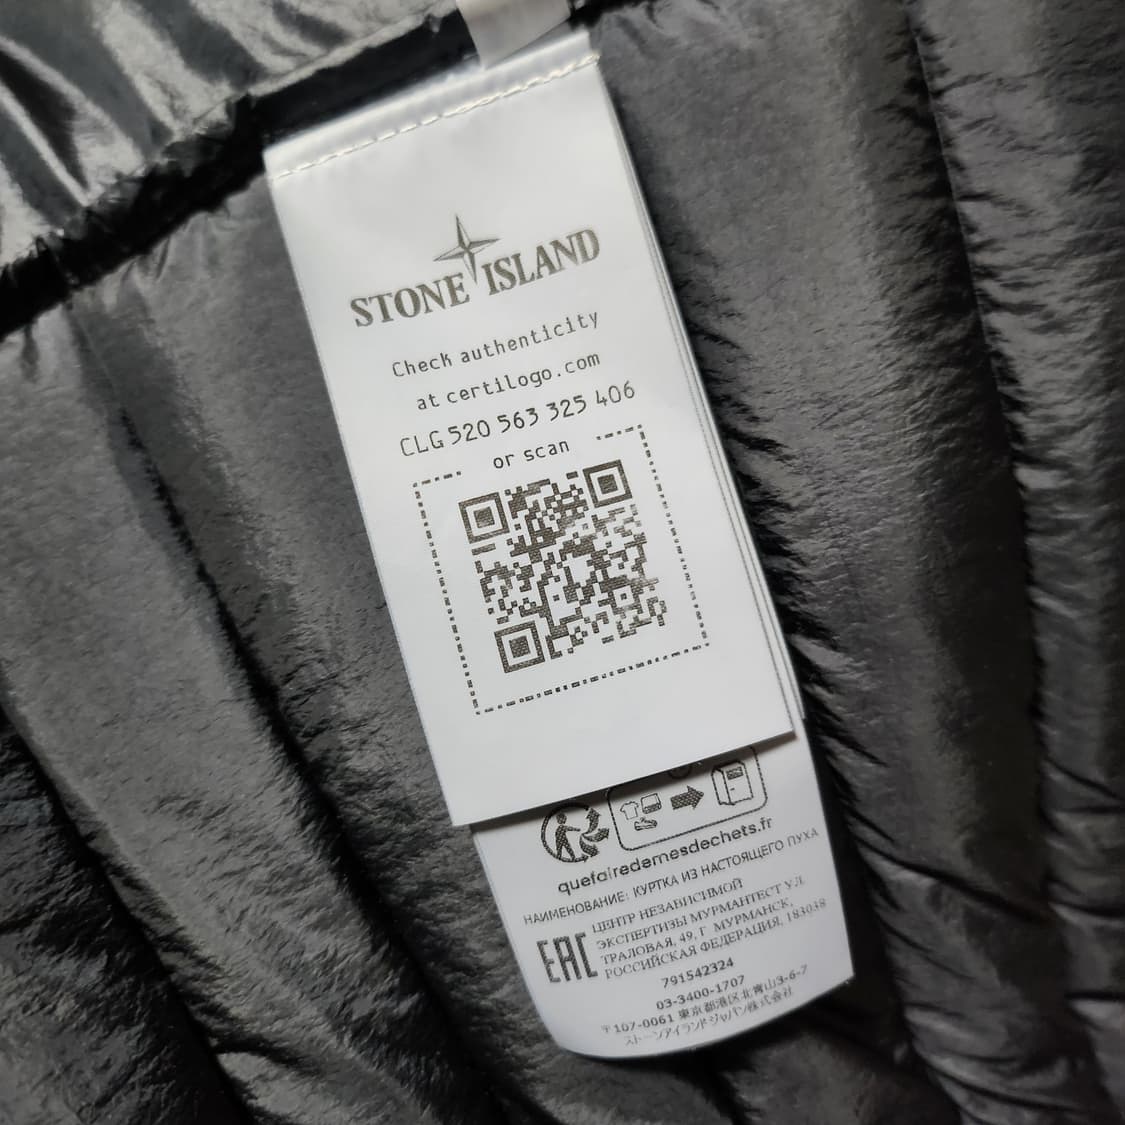 STONE ISLAND
Check authenticity
at certilogo.com
CLG 520 563 325 406
or scan
quefairedemesdechets.fr
НАИМЕНОВАНИЕ: КУРТКА ИЗ НАСТОЯЩЕГО ПУХА
EAC
ЦЕНТР НЕЗАВИСИМОЙ
ЭКСПЕРТИЗЫ МУРМАНТЕСТ УЛ.
ТРАЛОВАЯ, 49, Г МУРМАНСК,
РОССИЙСКАЯ ФЕДЕРАЦИЯ, 183038
791542324
03-3400-1707
〒107-0061 東京都港区北青山3-6-7
ストーンアイランドジャパン株式会社